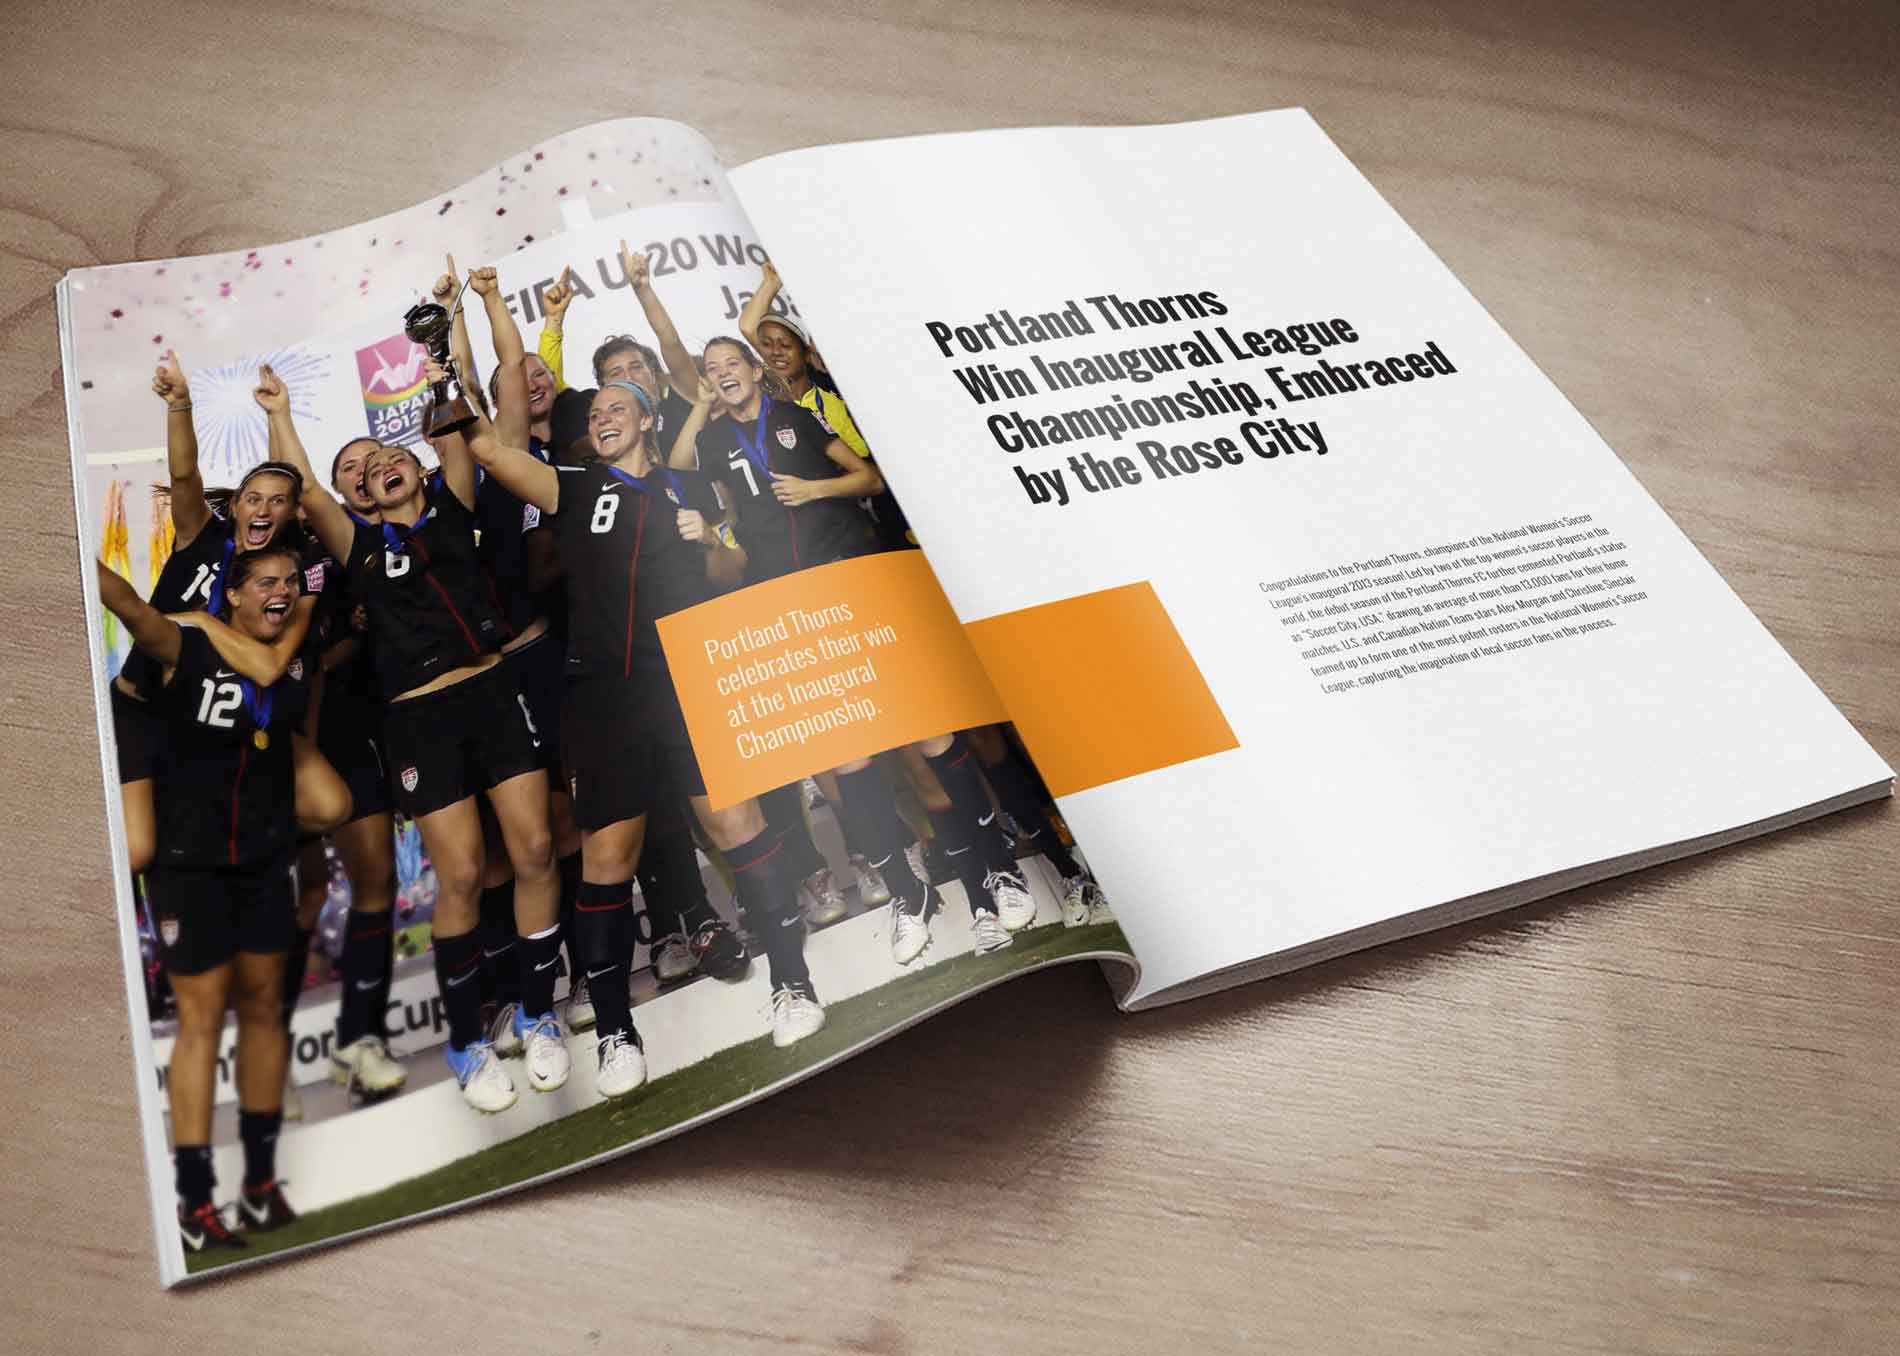 FIFA U-20 Wo
Japa
JAPAN
2012
8
7
6
12
World Cup
Portland Thorns
celebrates their win
at the Inaugural
Championship.
Portland Thorns
Win Inaugural League
Championship, Embraced
by the Rose City
Congratulations to the Portland Thorns, champions of the National Women's Soccer
League's inaugural 2013 season! Led by two of the top women's soccer players in the
world, the debut season of the Portland Thorns FC further cemented Portland's status
as "Soccer City, USA," drawing an average of more than 13,000 fans for their home
matches. U.S. and Canadian Nation Team stars Alex Morgan and Christine Sinclair
teamed up to form one of the most potent rosters in the National Women's Soccer
League, capturing the imagination of local soccer fans in the process.